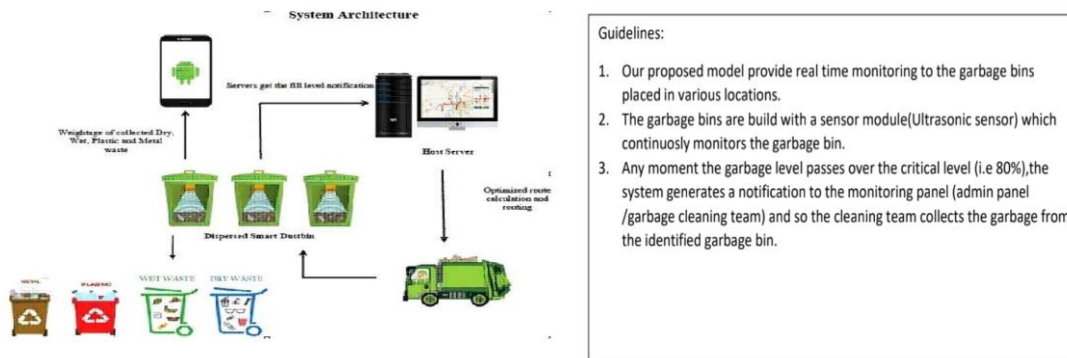 System Architecture
Servers get the fill level notification
Weightage of collected Dry,
Wet, Plastic and Metal
waste
Host Server
Optimized route
calculation and
routing
Dispersed Smart Dustbin
METAL
PLASTIC
WET WASTE
DRY WASTE
Guidelines:
1. Our proposed model provide real time monitoring to the garbage bins
placed in various locations.
2. The garbage bins are build with a sensor module(Ultrasonic sensor) which
continuosly monitors the garbage bin.
3. Any moment the garbage level passes over the critical level (i.e 80%),the
system generates a notification to the monitoring panel (admin panel
/garbage cleaning team) and so the cleaning team collects the garbage from
the identified garbage bin.